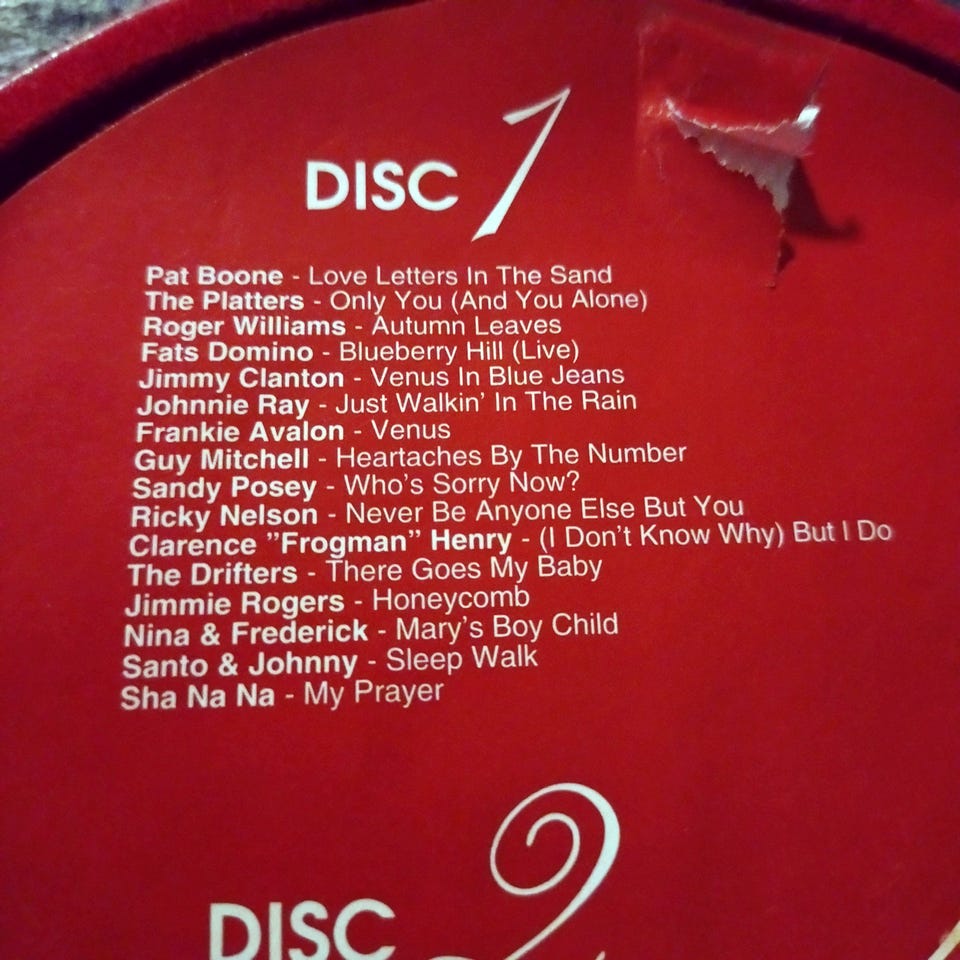 DISC 1
Pat Boone - Love Letters In The Sand
The Platters - Only You (And You Alone)
Roger Williams - Autumn Leaves
Fats Domino - Blueberry Hill (Live)
Jimmy Clanton - Venus In Blue Jeans
Johnnie Ray - Just Walkin' In The Rain
Frankie Avalon - Venus
Guy Mitchell - Heartaches By The Number
Sandy Posey - Who's Sorry Now?
Ricky Nelson - Never Be Anyone Else But You
Clarence ”Frogman” Henry - (I Don't Know Why) But I Do
The Drifters - There Goes My Baby
Jimmie Rogers - Honeycomb
Nina & Frederick - Mary's Boy Child
Santo & Johnny - Sleep Walk
Sha Na Na - My Prayer
DISC 2